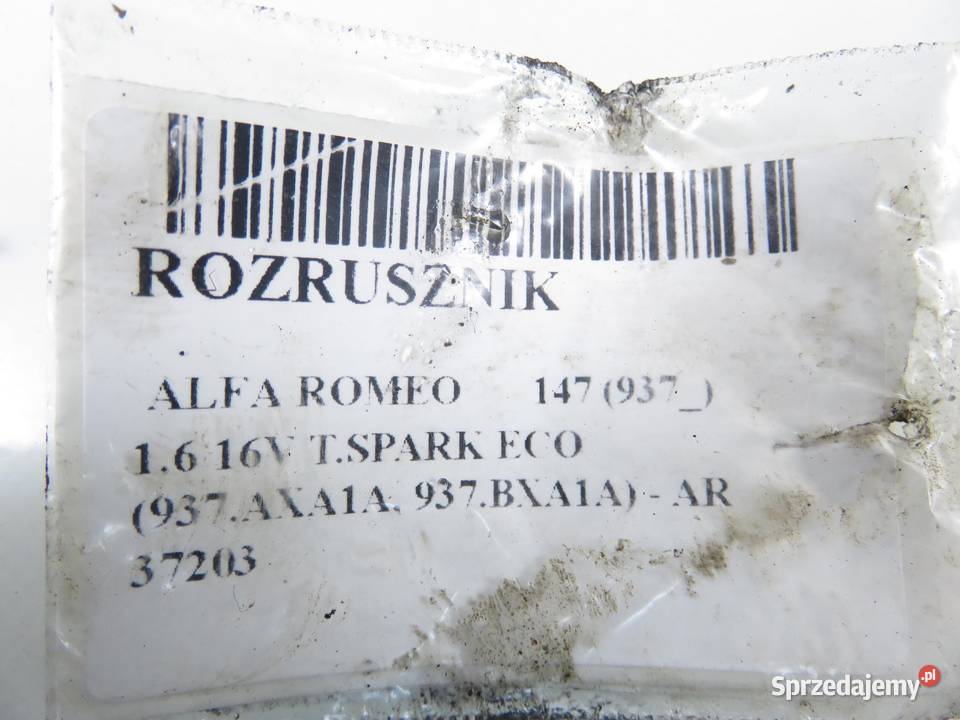 ROZRUSZNIK
ALFA ROMEO 147 (937_)
1.6 16V T.SPARK ECO
(937.AXA1A, 937.BXA1A) - AR
37203
Sprzedajemy.pl